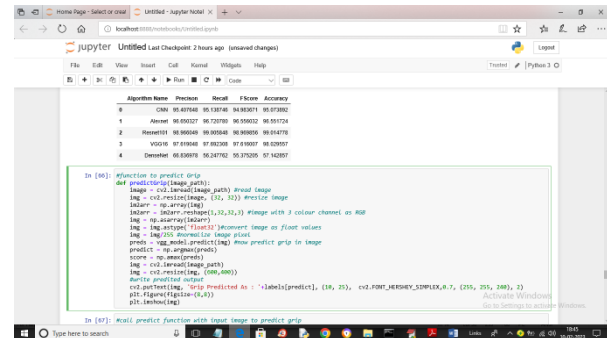 Home Page - Select or creat
Untitled - Jupyter Notel
localhost:8888/notebooks/Untitled.ipynb
jupyter Untitled Last Checkpoint: 2 hours ago (unsaved changes)
Logout
File Edit View Insert Cell Kernel Widgets Help
Trusted Python 3
Run Code
Algorithm Name Precison Recall FScore Accuracy
0 CNN 95.407648 95.138746 94.983671 95.073892
1 Alexnet 96.650327 96.720780 96.556032 96.551724
2 Resnet101 98.966049 99.005848 98.909856 99.014778
3 VGG16 97.619048 97.692308 97.616007 98.029557
4 DenseNet 66.836978 56.247762 55.375205 57.142857
In [66]: #function to predict Grip
def predictGrip(image_path):
image = cv2.imread(image_path) #read image
img = cv2.resize(image, (32, 32)) #resize image
im2arr = np.array(img)
im2arr = im2arr.reshape(1,32,32,3) #image with 3 colour channel as RGB
img = np.asarray(im2arr)
img = img.astype('float32')#convert image as float values
img = img/255 #normalize image pixel
preds = vgg_model.predict(img) #now predict grip in image
predict = np.argmax(preds)
score = np.amax(preds)
img = cv2.imread(image_path)
img = cv2.resize(img, (600,400))
#write predited output
cv2.putText(img, 'Grip Predicted As : '+labels[predict], (10, 25), cv2.FONT_HERSHEY_SIMPLEX,0.7, (255, 255, 240), 2)
plt.figure(figsize=(8,8))
plt.imshow(img)
Activate Windows
Go to Settings to activate Windows.
In [67]: #call predict function with input image to predict grip
Type here to search
Links
18:45